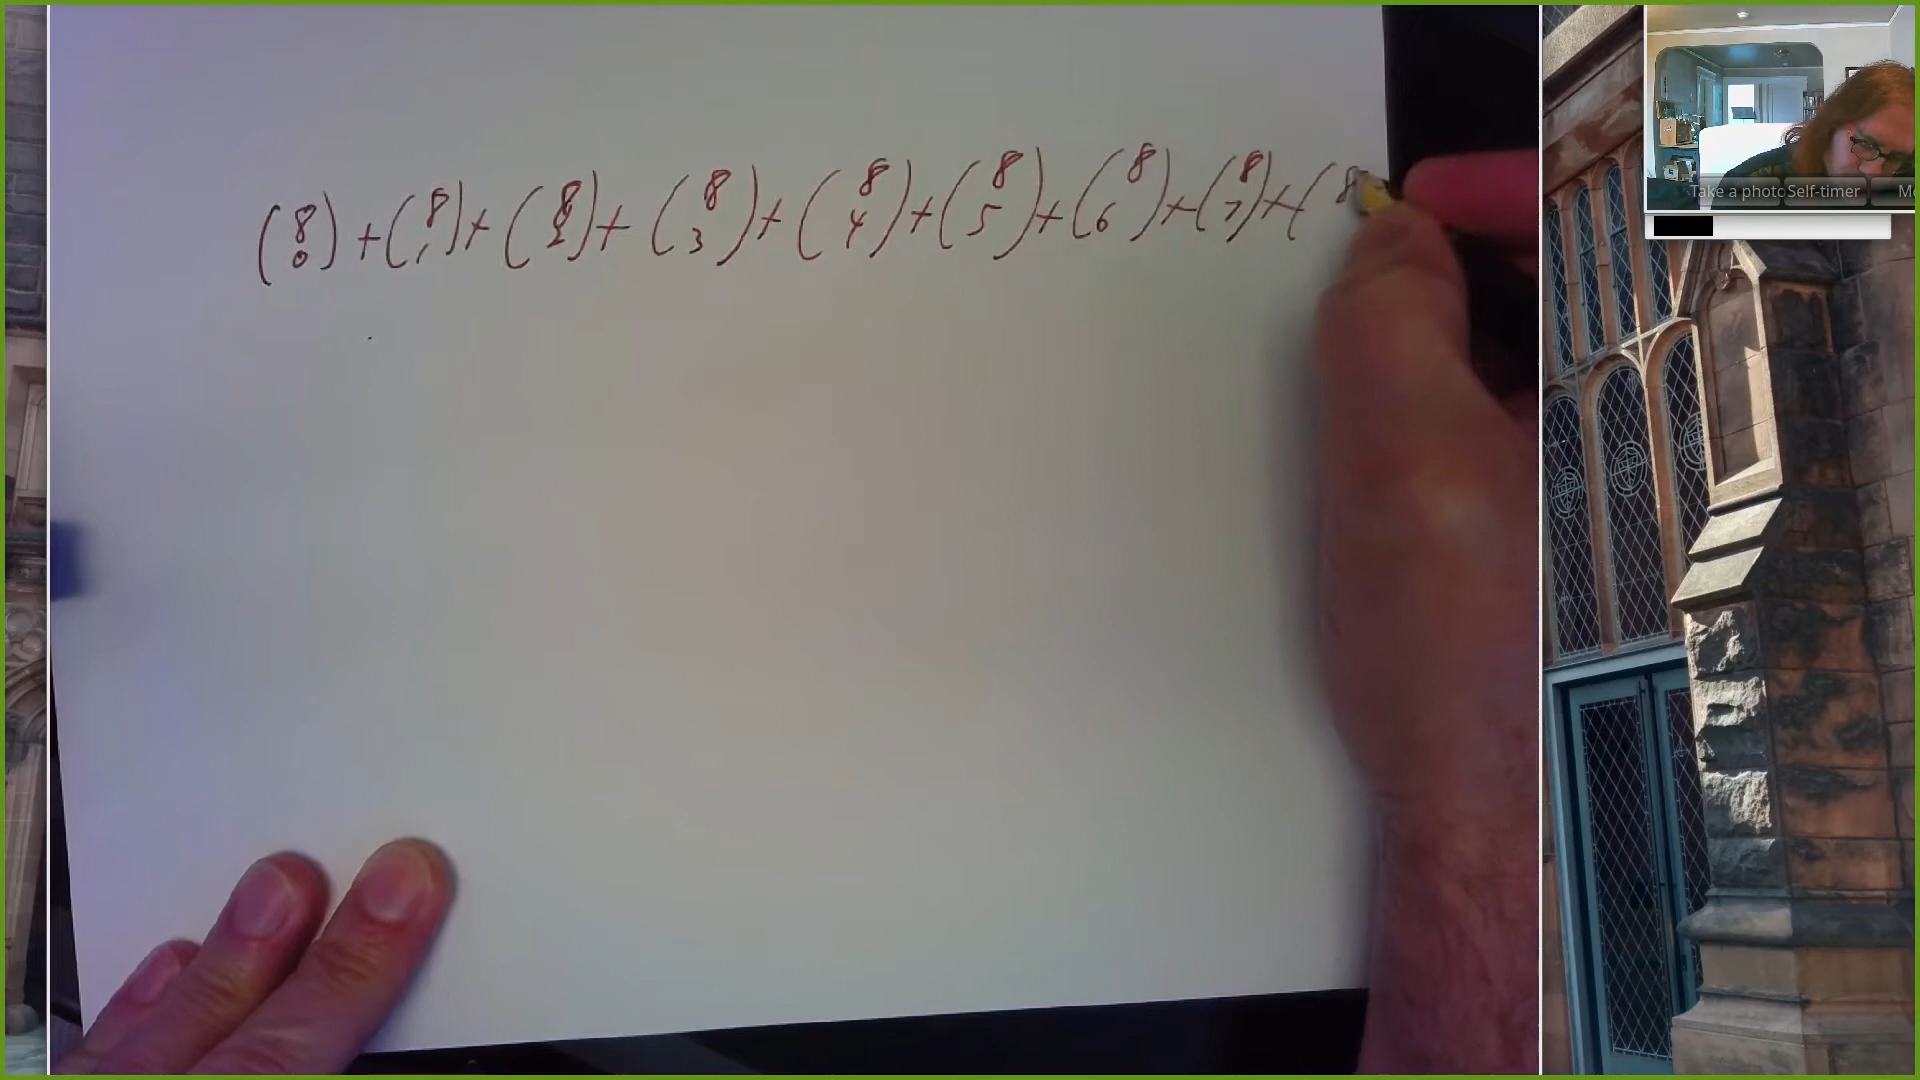 (8 0) + (8 1) + (8 2) + (8 3) + (8 4) + (8 5) + (8 6) + (8 7) + (8
Take a photo Self-timer